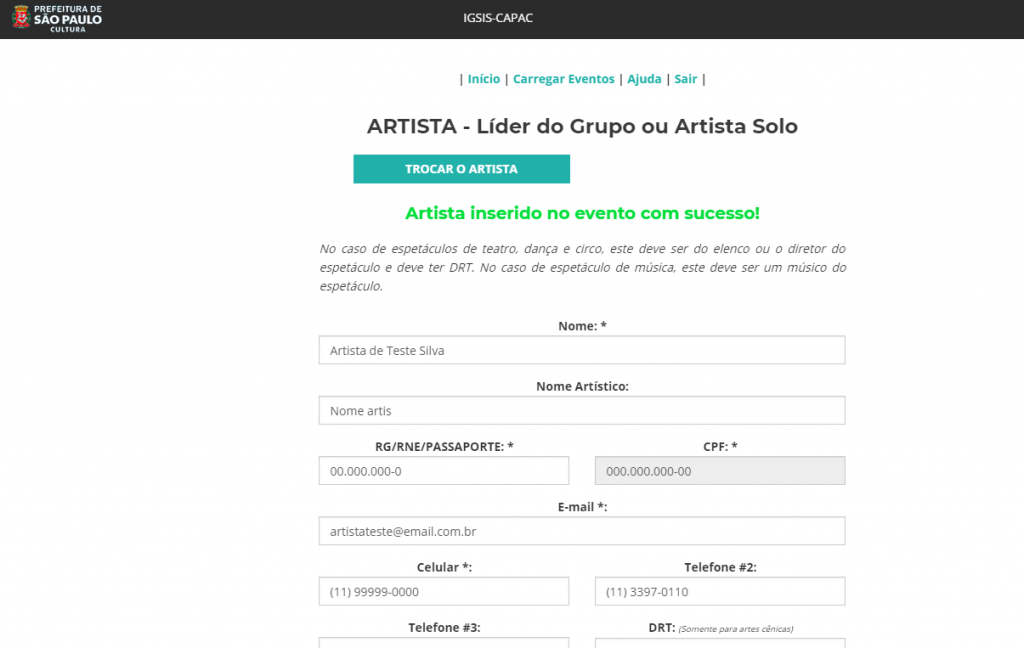 PREFEITURA DE
SÃO PAULO
CULTURA
IGSIS-CAPAC
| Início | Carregar Eventos | Ajuda | Sair |
ARTISTA - Líder do Grupo ou Artista Solo
TROCAR O ARTISTA
Artista inserido no evento com sucesso!
No caso de espetáculos de teatro, dança e circo, este deve ser do elenco ou o diretor do
espetáculo e deve ter DRT. No caso de espetáculo de música, este deve ser um músico do
espetáculo.
Nome: *
Artista de Teste Silva
Nome Artístico:
Nome artis
RG/RNE/PASSAPORTE: * CPF: *
00.000.000-0 000.000.000-00
E-mail *:
artistateste@email.com.br
Celular *: Telefone #2:
(11) 99999-0000 (11) 3397-0110
Telefone #3: DRT: (Somente para artes cênicas)